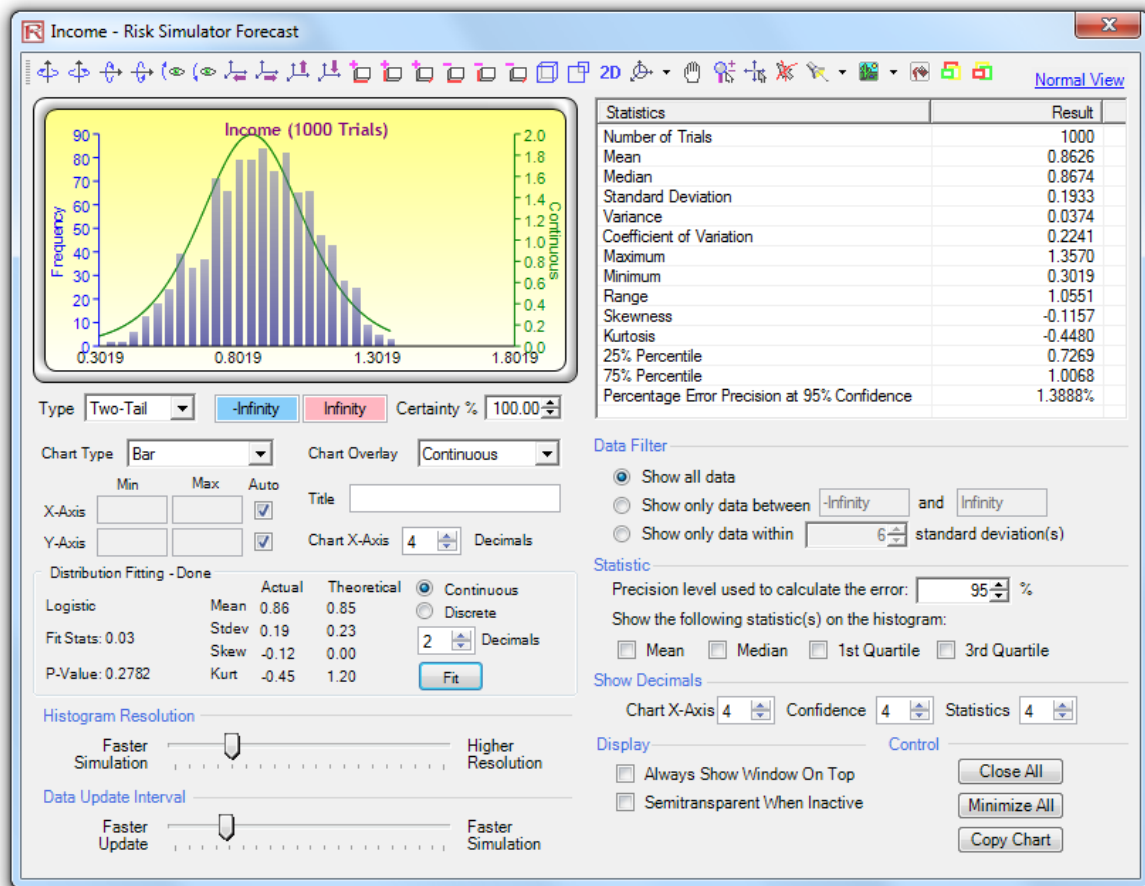 Income - Risk Simulator Forecast
2D
Normal View
Income (1000 Trials)
Frequency
90
80
70
60
50
40
30
20
10
0
Continuous
2.0
1.8
1.6
1.4
1.2
1.0
0.8
0.6
0.4
0.2
0.0
0.3019 0.8019 1.3019 1.8019
Type Two-Tail -Infinity Infinity Certainty % 100.00
Chart Type Bar Chart Overlay Continuous
Min Max Auto
X-Axis
Title
Y-Axis
Chart X-Axis 4 Decimals
Distribution Fitting - Done
Actual Theoretical Continuous
Logistic Mean 0.86 0.85
Discrete
Fit Stats: 0.03 Stdev 0.19 0.23
2 Decimals
Skew -0.12 0.00
P-Value: 0.2782 Kurt -0.45 1.20 Fit
Histogram Resolution
Faster Simulation
Higher Resolution
Data Update Interval
Faster Update
Faster Simulation
Statistics Result
Number of Trials 1000
Mean 0.8626
Median 0.8674
Standard Deviation 0.1933
Variance 0.0374
Coefficient of Variation 0.2241
Maximum 1.3570
Minimum 0.3019
Range 1.0551
Skewness -0.1157
Kurtosis -0.4480
25% Percentile 0.7269
75% Percentile 1.0068
Percentage Error Precision at 95% Confidence 1.3888%
Data Filter
Show all data
Show only data between -Infinity and Infinity
Show only data within 6 standard deviation(s)
Statistic
Precision level used to calculate the error: 95 %
Show the following statistic(s) on the histogram:
Mean Median 1st Quartile 3rd Quartile
Show Decimals
Chart X-Axis 4 Confidence 4 Statistics 4
Display
Always Show Window On Top
Semitransparent When Inactive
Control
Close All
Minimize All
Copy Chart